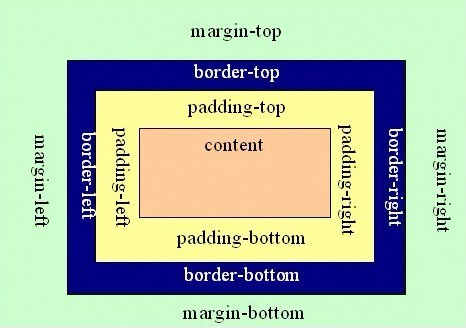 margin-top
border-top
padding-top
content
margin-left
border-left
padding-left
padding-right
border-right
margin-right
padding-bottom
border-bottom
margin-bottom